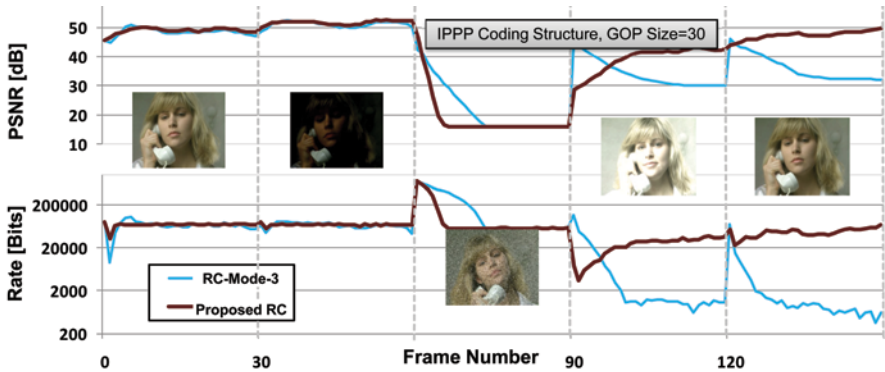 IPPP Coding Structure, GOP Size=30
PSNR [dB]
50
40
30
20
10
Rate [Bits]
200000
20000
2000
200
RC-Mode-3
Proposed RC
0
30
Frame Number
90
120